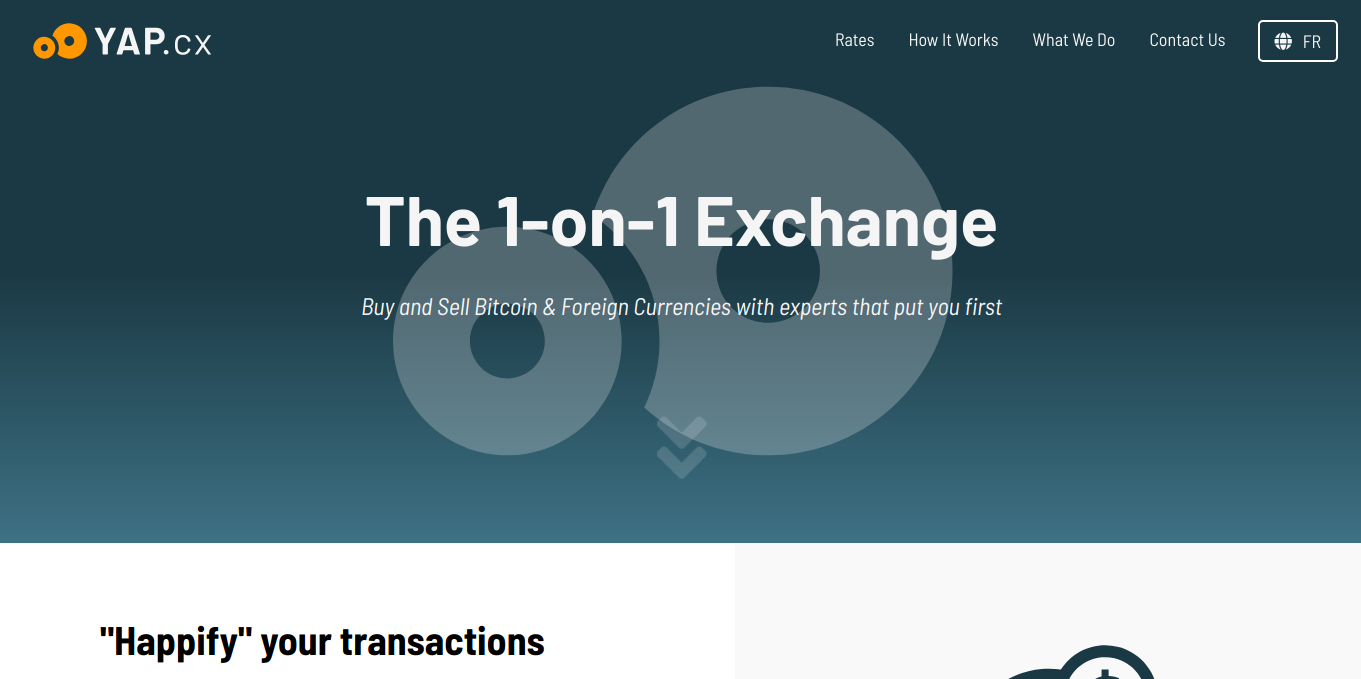 YAP.cx
Rates
How It Works
What We Do
Contact Us
FR
The 1-on-1 Exchange
Buy and Sell Bitcoin & Foreign Currencies with experts that put you first
"Happify" your transactions